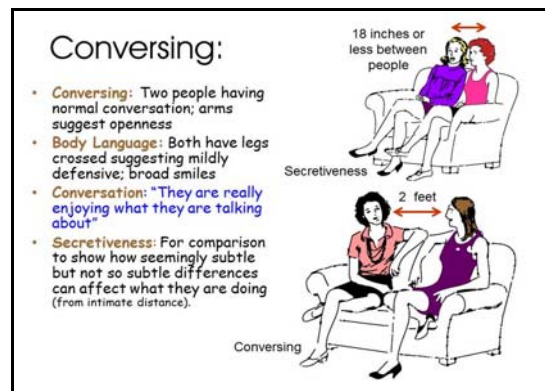 Conversing:
• Conversing: Two people having
normal conversation; arms
suggest openness
• Body Language: Both have legs
crossed suggesting mildly
defensive; broad smiles
• Conversation: “They are really
enjoying what they are talking
about”
• Secretiveness: For comparison
to show how seemingly subtle
but not so subtle differences
can affect what they are doing
(from intimate distance).
18 inches or
less between
people
Secretiveness
2 feet
Conversing